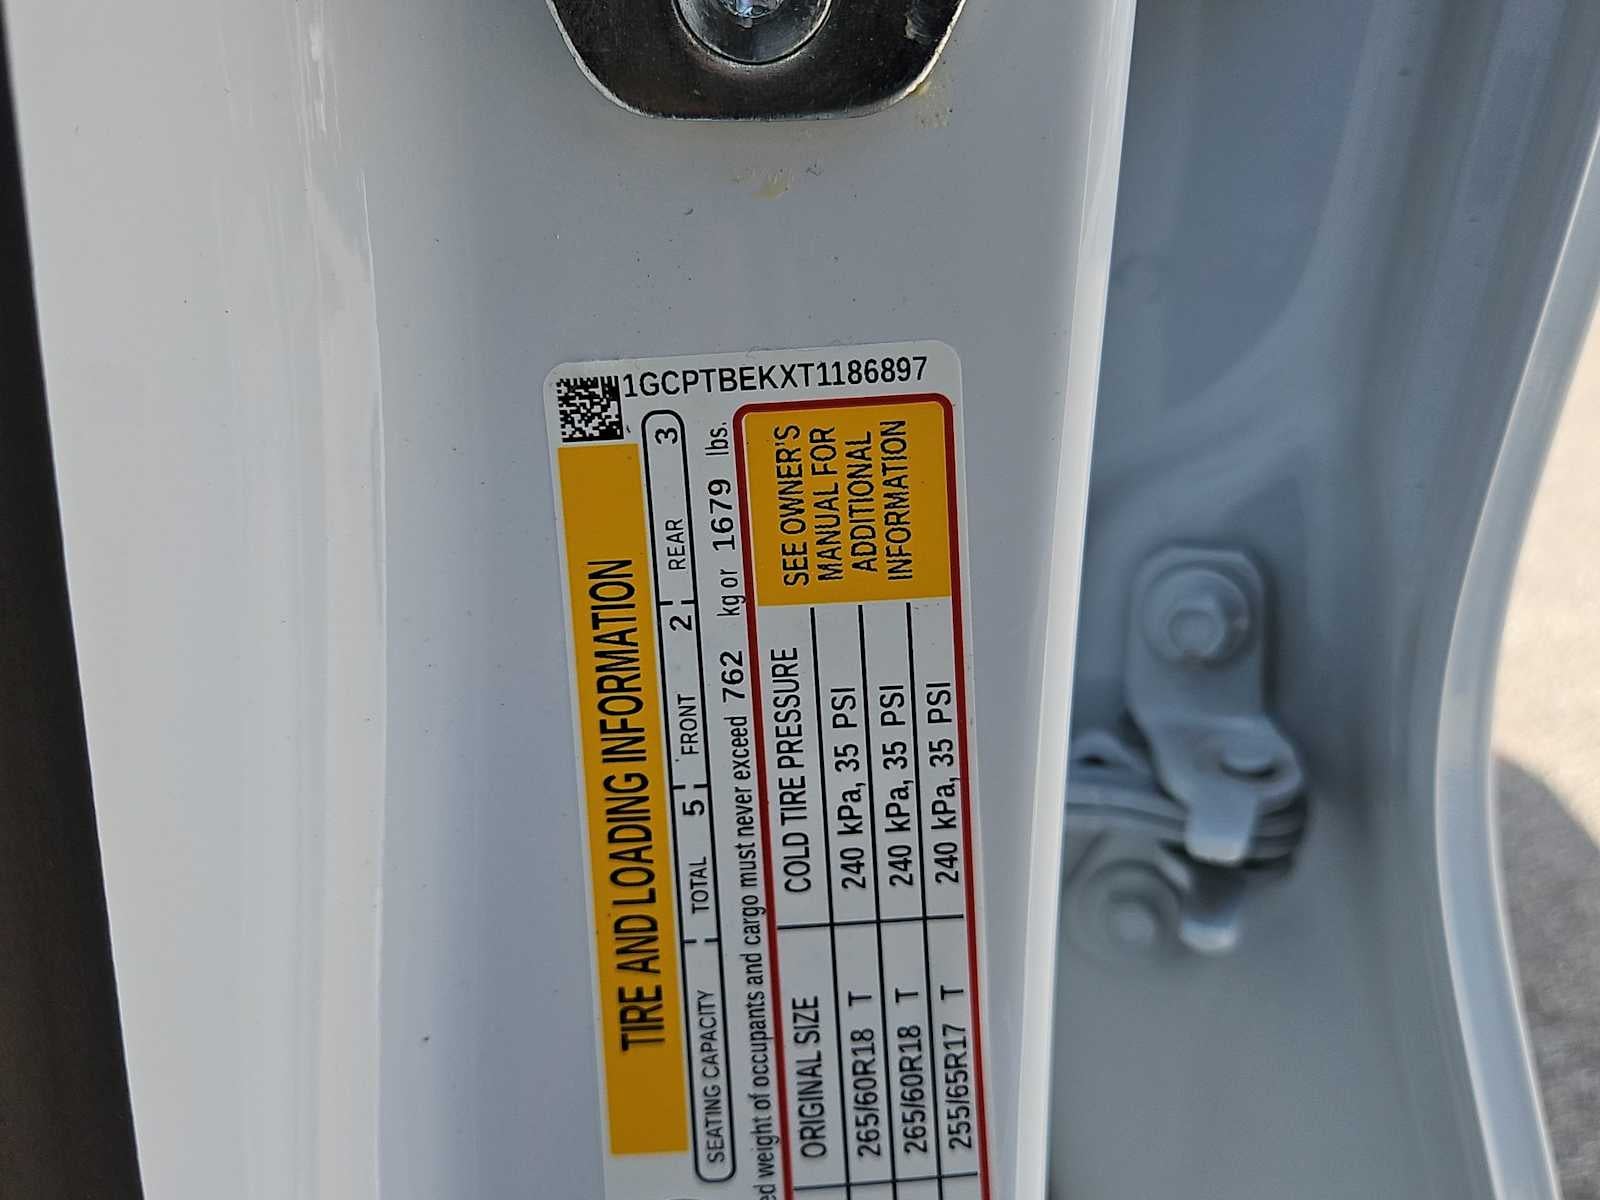 1GCPTBEKXT1186897
TIRE AND LOADING INFORMATION
SEATING CAPACITY TOTAL 5 FRONT 2 REAR 3
weight of occupants and cargo must never exceed 762 kg or 1679 lbs.
ORIGINAL SIZE COLD TIRE PRESSURE
265/60R18 T 240 kPa, 35 PSI
265/60R18 T 240 kPa, 35 PSI
255/65R17 T 240 kPa, 35 PSI
SEE OWNER'S
MANUAL FOR
ADDITIONAL
INFORMATION